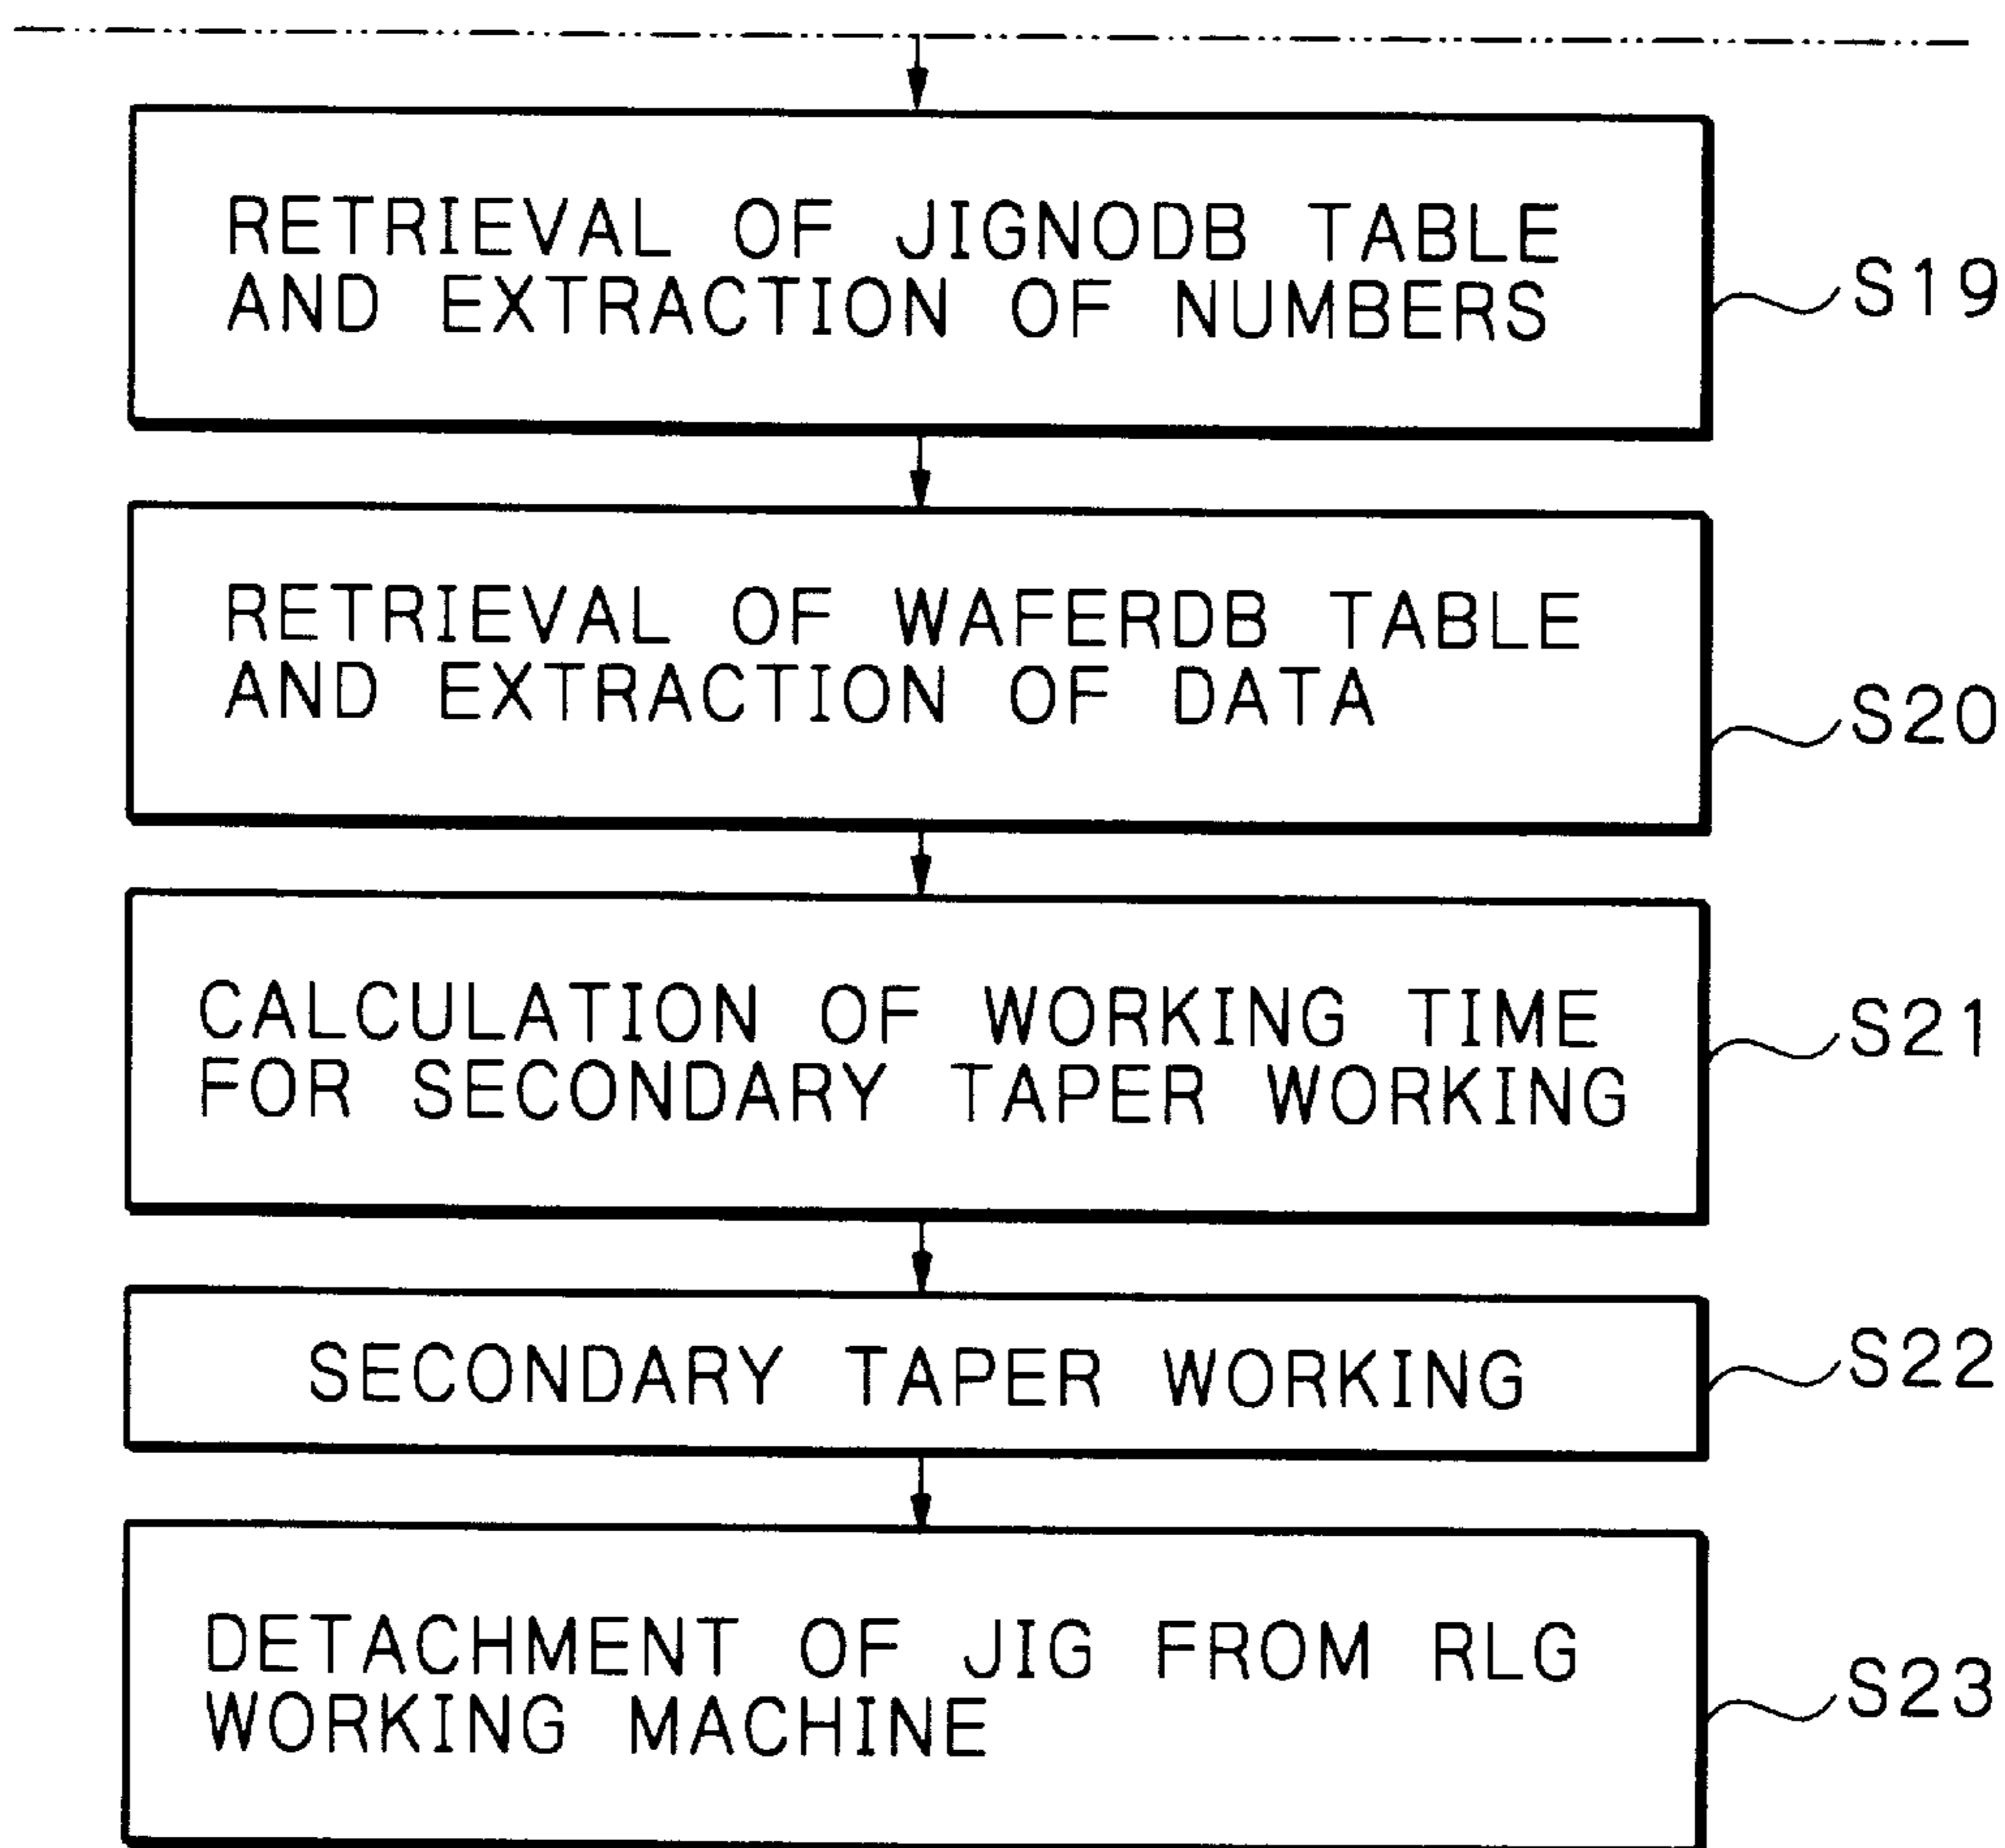 RETRIEVAL OF JIGNODB TABLE
AND EXTRACTION OF NUMBERS
S19
RETRIEVAL OF WAFERDB TABLE
AND EXTRACTION OF DATA
S20
CALCULATION OF WORKING TIME
FOR SECONDARY TAPER WORKING
S21
SECONDARY TAPER WORKING
S22
DETACHMENT OF JIG FROM RLG
WORKING MACHINE
S23